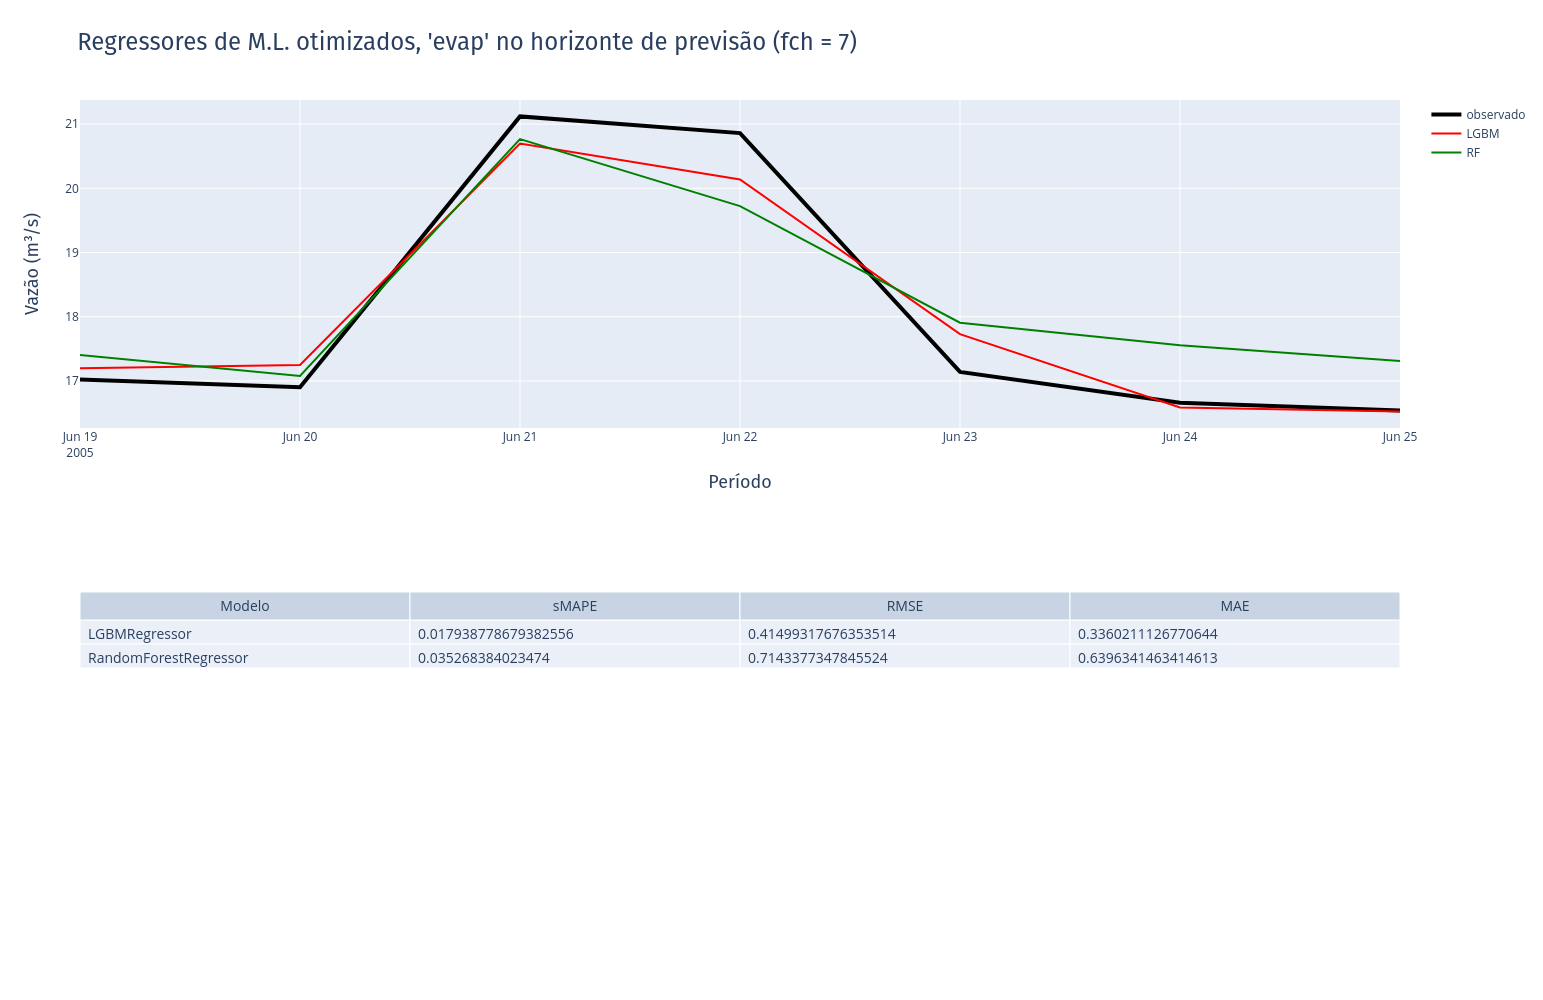 Regressores de M.L. otimizados, 'evap' no horizonte de previsão (fch = 7)
observado
LGBM
RF
Vazão (m³/s)
21
20
19
18
17
Jun 19 Jun 20 Jun 21 Jun 22 Jun 23 Jun 24 Jun 25
2005
Período
Modelo sMAPE RMSE MAE
LGBMRegressor 0.017938778679382556 0.41499317676353514 0.3360211126770644
RandomForestRegressor 0.035268384023474 0.7143377347845524 0.6396341463414613